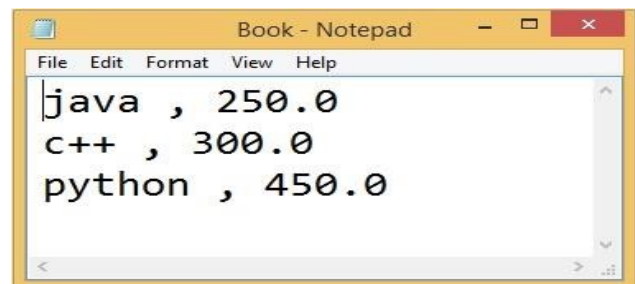 Book - Notepad
File Edit Format View Help
java , 250.0
c++ , 300.0
python , 450.0